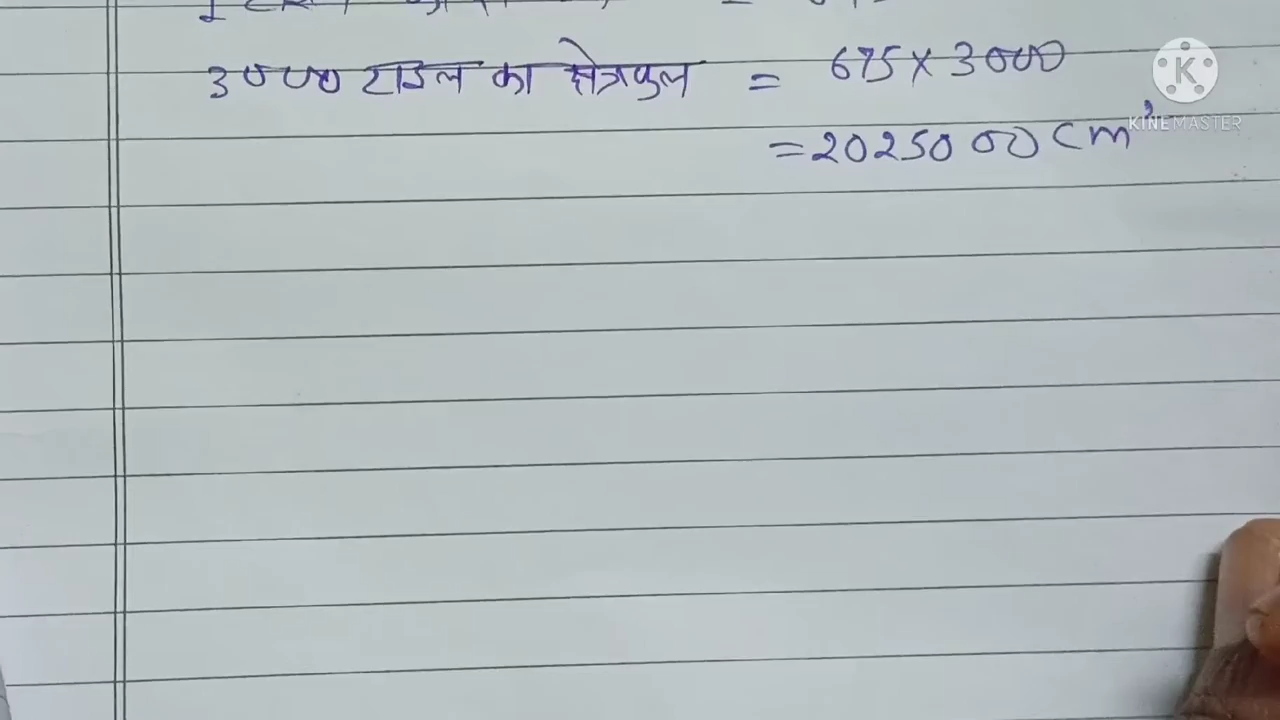 3000 टाइल का क्षेत्रफल = 675 × 3000
= 2025000 cm²
K
KINEMASTER